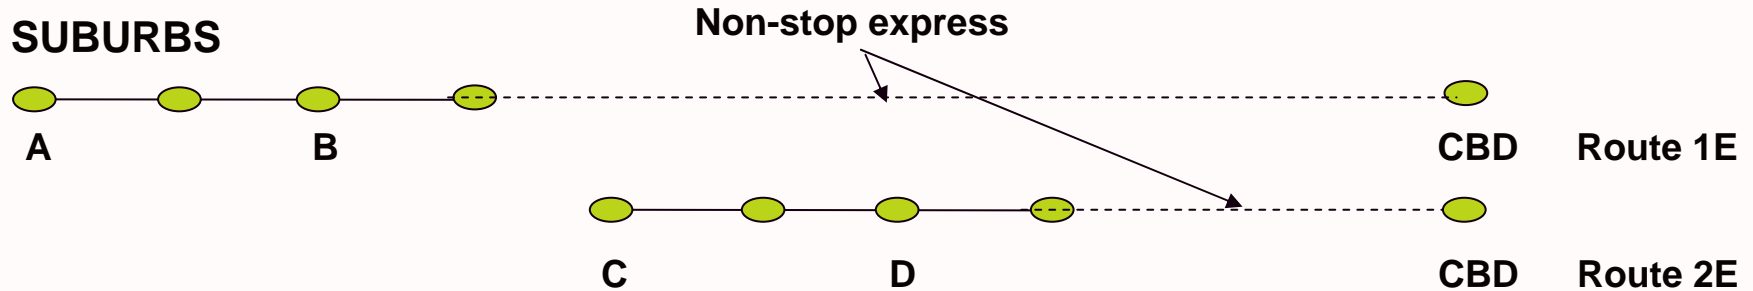 Non-stop express
SUBURBS
A B CBD Route 1E
C D CBD Route 2E